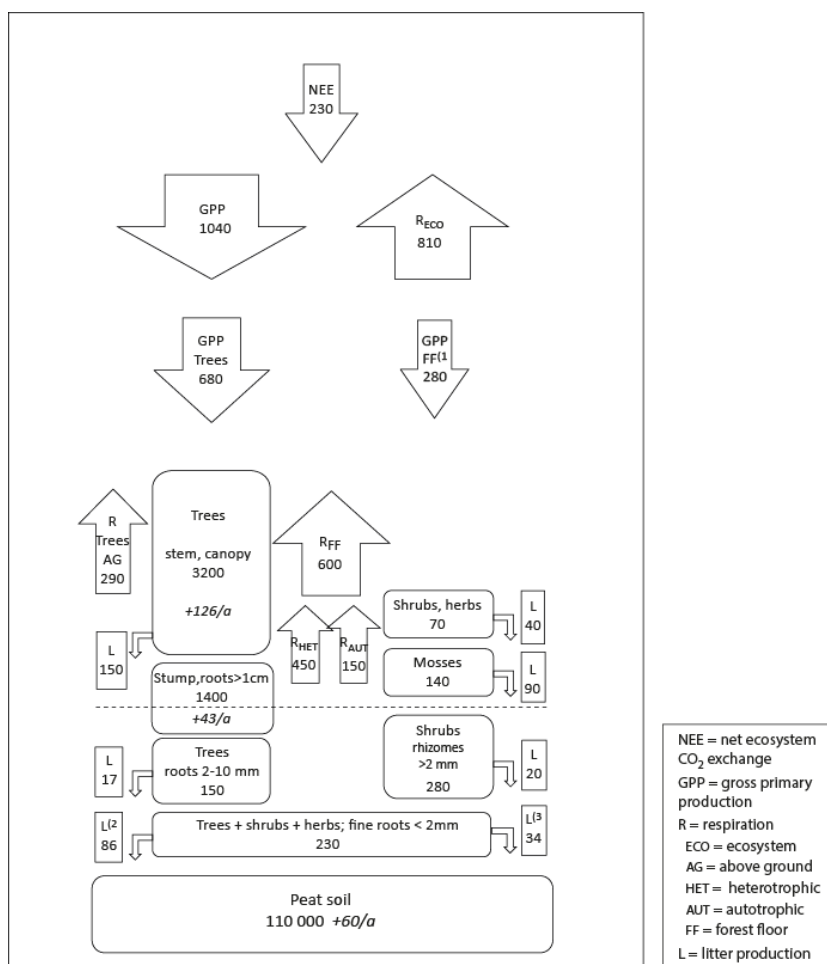 NEE
230
GPP
1040
R_ECO
810
GPP
Trees
680
GPP
FF(1
280
R
Trees
AG
290
Trees
stem, canopy
3200
+126/a
R_FF
600
R_HET
450
R_AUT
150
Shrubs, herbs
70
L
40
L
150
Mosses
140
L
90
Stump,roots>1cm
1400
+43/a
L
17
Trees
roots 2-10 mm
150
Shrubs
rhizomes
>2 mm
280
L
20
L(2
86
Trees + shrubs + herbs; fine roots < 2mm
230
L(3
34
Peat soil
110 000 +60/a
NEE = net ecosystem
CO₂ exchange
GPP = gross primary
production
R = respiration
ECO = ecosystem
AG = above ground
HET = heterotrophic
AUT = autotrophic
FF = forest floor
L = litter production